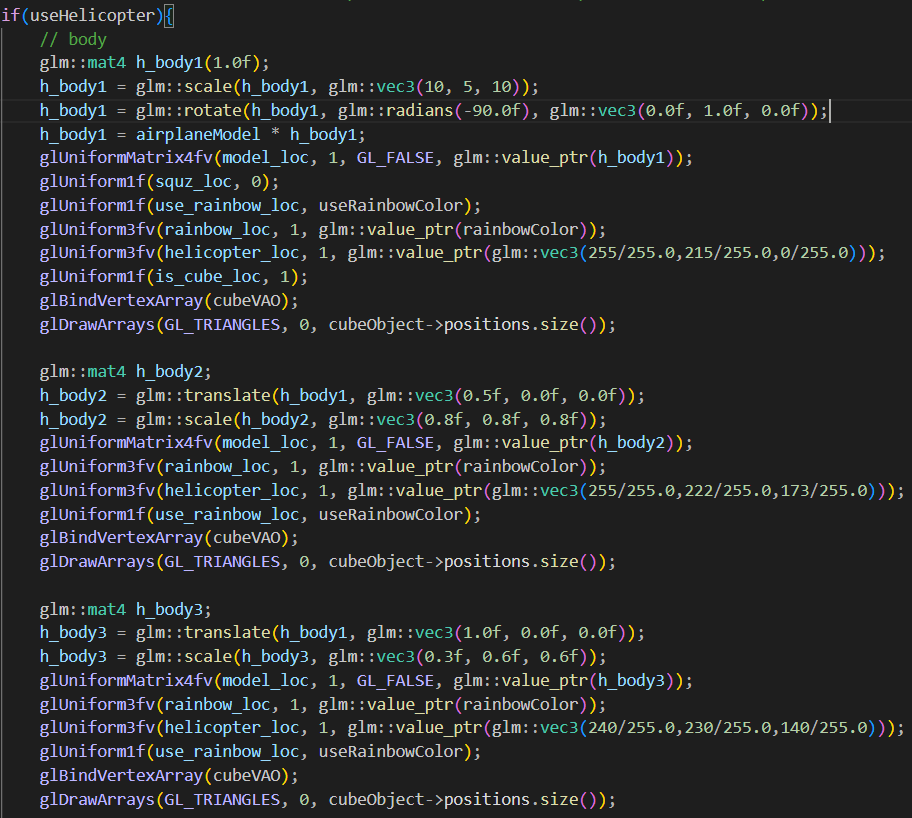 if(useHelicopter){
    // body
    glm::mat4 h_body1(1.0f);
    h_body1 = glm::scale(h_body1, glm::vec3(10, 5, 10));
    h_body1 = glm::rotate(h_body1, glm::radians(-90.0f), glm::vec3(0.0f, 1.0f, 0.0f));
    h_body1 = airplaneModel * h_body1;
    glUniformMatrix4fv(model_loc, 1, GL_FALSE, glm::value_ptr(h_body1));
    glUniform1f(squz_loc, 0);
    glUniform1f(use_rainbow_loc, useRainbowColor);
    glUniform3fv(rainbow_loc, 1, glm::value_ptr(rainbowColor));
    glUniform3fv(helicopter_loc, 1, glm::value_ptr(glm::vec3(255/255.0,215/255.0,0/255.0)));
    glUniform1f(is_cube_loc, 1);
    glBindVertexArray(cubeVAO);
    glDrawArrays(GL_TRIANGLES, 0, cubeObject->positions.size());

    glm::mat4 h_body2;
    h_body2 = glm::translate(h_body1, glm::vec3(0.5f, 0.0f, 0.0f));
    h_body2 = glm::scale(h_body2, glm::vec3(0.8f, 0.8f, 0.8f));
    glUniformMatrix4fv(model_loc, 1, GL_FALSE, glm::value_ptr(h_body2));
    glUniform3fv(rainbow_loc, 1, glm::value_ptr(rainbowColor));
    glUniform3fv(helicopter_loc, 1, glm::value_ptr(glm::vec3(255/255.0,222/255.0,173/255.0)));
    glUniform1f(use_rainbow_loc, useRainbowColor);
    glBindVertexArray(cubeVAO);
    glDrawArrays(GL_TRIANGLES, 0, cubeObject->positions.size());

    glm::mat4 h_body3;
    h_body3 = glm::translate(h_body1, glm::vec3(1.0f, 0.0f, 0.0f));
    h_body3 = glm::scale(h_body3, glm::vec3(0.3f, 0.6f, 0.6f));
    glUniformMatrix4fv(model_loc, 1, GL_FALSE, glm::value_ptr(h_body3));
    glUniform3fv(rainbow_loc, 1, glm::value_ptr(rainbowColor));
    glUniform3fv(helicopter_loc, 1, glm::value_ptr(glm::vec3(240/255.0,230/255.0,140/255.0)));
    glUniform1f(use_rainbow_loc, useRainbowColor);
    glBindVertexArray(cubeVAO);
    glDrawArrays(GL_TRIANGLES, 0, cubeObject->positions.size());